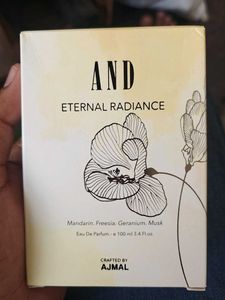 AND
ETERNAL RADIANCE
Mandarin. Freesia. Geranium. Musk
Eau De Parfum - e 100 ml 3.4 Fl.oz.
CRAFTED BY
AJMAL